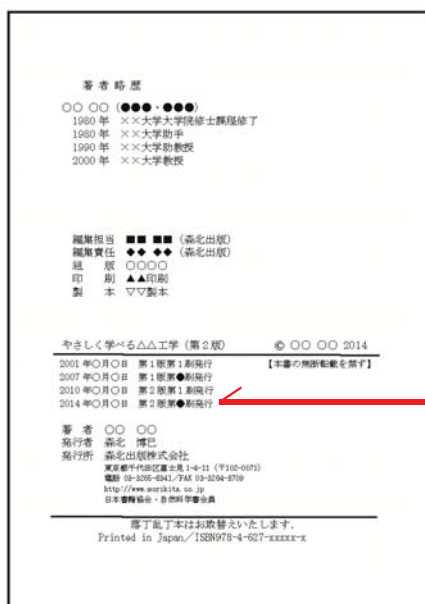 著者略歴
○○ ○○ (●●●・●●●)
1980 年 ××大学大学院修士課程修了
1980 年 ××大学助手
1990 年 ××大学助教授
2000 年 ××大学教授
編集担当 ■■ ■■ (森北出版)
編集責任 ◆◆ ◆◆ (森北出版)
組 版 ○○○○
印 刷 ▲▲印刷
製 本 ▽▽製本
やさしく学べる△△工学 (第2版) © ○○ ○○ 2014
2001 年○月○日 第1版第1刷発行 【本書の無断転載を禁ず】
2007 年○月○日 第1版第●刷発行
2010 年○月○日 第2版第1刷発行
2014 年○月○日 第2版第●刷発行
著 者 ○○ ○○
発行者 森北 博巳
発行所 森北出版株式会社
東京都千代田区富士見 1-4-11 (〒102-0071)
電話 03-3265-8341/FAX 03-3264-8709
http://www.morikita.co.jp
日本書籍協会・自然科学書協会 会員
落丁乱丁本はお取替えいたします.
Printed in Japan/ISBN978-4-627-xxxxx-x